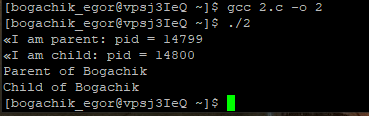 [bogachik_egor@vpsj3IeQ ~]$ gcc 2.c -o 2
[bogachik_egor@vpsj3IeQ ~]$ ./2
«I am parent: pid = 14799
«I am child: pid = 14800
Parent of Bogachik
Child of Bogachik
[bogachik_egor@vpsj3IeQ ~]$